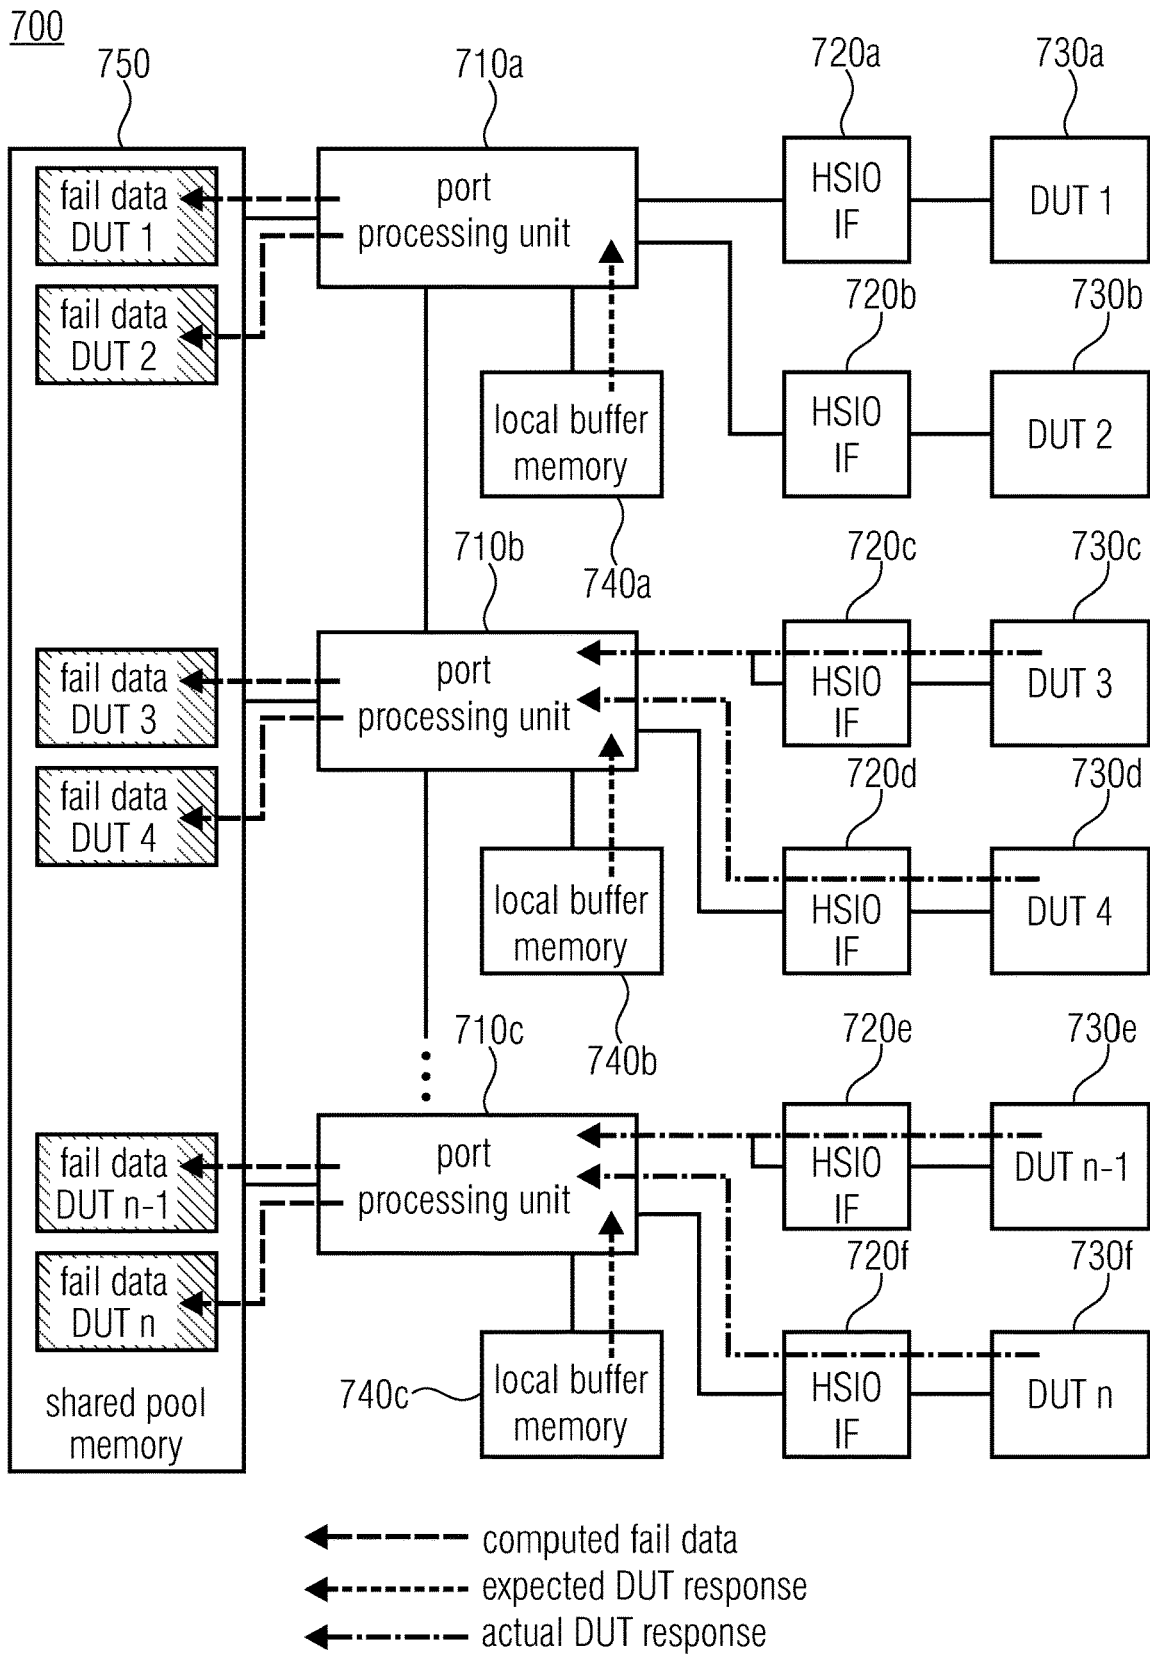 700
750
710a
720a
730a
fail data
DUT 1
port
processing unit
HSIO
IF
DUT 1
fail data
DUT 2
720b
730b
local buffer
memory
HSIO
IF
DUT 2
740a
710b
720c
730c
fail data
DUT 3
port
processing unit
HSIO
IF
DUT 3
fail data
DUT 4
720d
730d
local buffer
memory
HSIO
IF
DUT 4
740b
710c
720e
730e
fail data
DUT n-1
port
processing unit
HSIO
IF
DUT n-1
fail data
DUT n
720f
730f
shared pool
memory
740c
local buffer
memory
HSIO
IF
DUT n
computed fail data
expected DUT response
actual DUT response